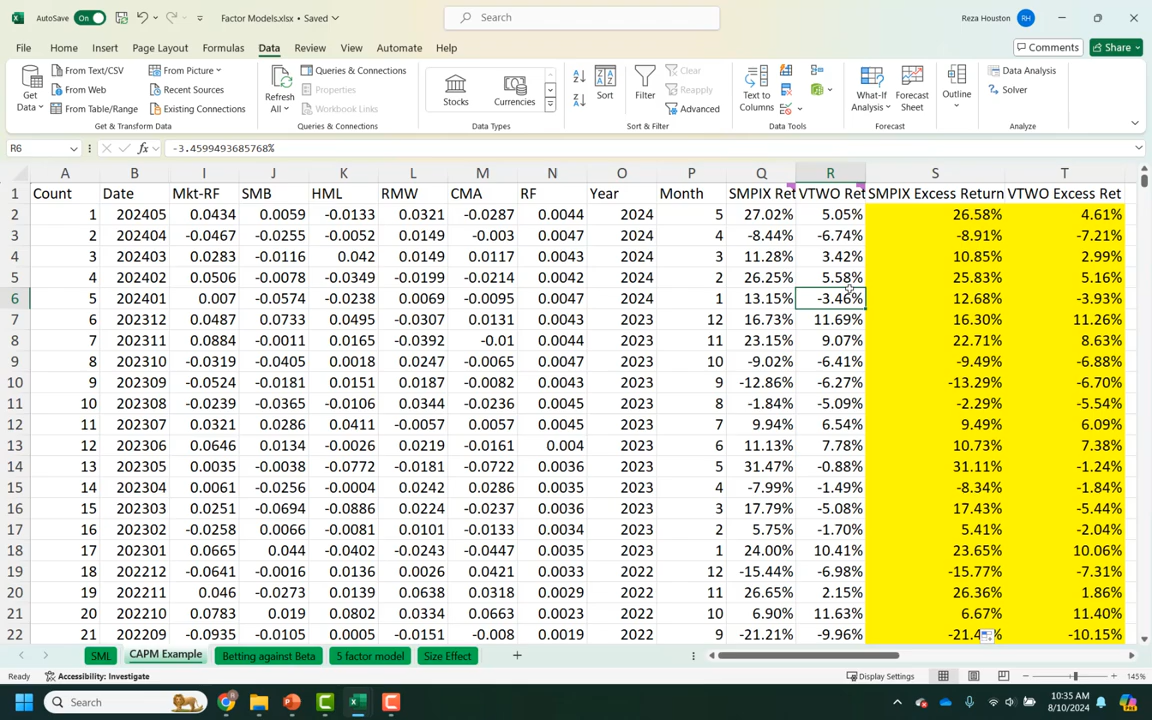 AutoSave On Factor Models.xlsx • Saved Search Reza Houston RH
File Home Insert Page Layout Formulas Data Review View Automate Help Comments Share
Get Data From Text/CSV From Web From Table/Range From Picture Recent Sources Existing Connections Refresh All Queries & Connections Properties Workbook Links Stocks Currencies Sort Filter Clear Reapply Advanced Text to Columns What-If Analysis Forecast Sheet Outline Data Analysis Solver
Get & Transform Data Queries & Connections Data Types Sort & Filter Data Tools Forecast Analyze
R6 fx -3.4599493685768%
A B I J K L M N O P Q R S T
1 Count Date Mkt-RF SMB HML RMW CMA RF Year Month SMPIX Ret VTWO Ret SMPIX Excess Return VTWO Excess Ret
2 1 202405 0.0434 0.0059 -0.0133 0.0321 -0.0287 0.0044 2024 5 27.02% 5.05% 26.58% 4.61%
3 2 202404 -0.0467 -0.0255 -0.0052 0.0149 -0.003 0.0047 2024 4 -8.44% -6.74% -8.91% -7.21%
4 3 202403 0.0283 -0.0116 0.042 0.0149 0.0117 0.0043 2024 3 11.28% 3.42% 10.85% 2.99%
5 4 202402 0.0506 -0.0078 -0.0349 -0.0199 -0.0214 0.0042 2024 2 26.25% 5.58% 25.83% 5.16%
6 5 202401 0.007 -0.0574 -0.0238 0.0069 -0.0095 0.0047 2024 1 13.15% -3.46% 12.68% -3.93%
7 6 202312 0.0487 0.0733 0.0495 -0.0307 0.0131 0.0043 2023 12 16.73% 11.69% 16.30% 11.26%
8 7 202311 0.0884 -0.0011 0.0165 -0.0392 -0.01 0.0044 2023 11 23.15% 9.07% 22.71% 8.63%
9 8 202310 -0.0319 -0.0405 0.0018 0.0247 -0.0065 0.0047 2023 10 -9.02% -6.41% -9.49% -6.88%
10 9 202309 -0.0524 -0.0181 0.0151 0.0187 -0.0082 0.0043 2023 9 -12.86% -6.27% -13.29% -6.70%
11 10 202308 -0.0239 -0.0365 -0.0106 0.0344 -0.0236 0.0045 2023 8 -1.84% -5.09% -2.29% -5.54%
12 11 202307 0.0321 0.0286 0.0411 -0.0057 0.0057 0.0045 2023 7 9.94% 6.54% 9.49% 6.09%
13 12 202306 0.0646 0.0134 -0.0026 0.0219 -0.0161 0.004 2023 6 11.13% 7.78% 10.73% 7.38%
14 13 202305 0.0035 -0.0038 -0.0772 -0.0181 -0.0722 0.0036 2023 5 31.47% -0.88% 31.11% -1.24%
15 14 202304 0.0061 -0.0256 -0.0004 0.0242 0.0286 0.0035 2023 4 -7.99% -1.49% -8.34% -1.84%
16 15 202303 0.0251 -0.0694 -0.0886 0.0224 -0.0237 0.0036 2023 3 17.79% -5.08% 17.43% -5.44%
17 16 202302 -0.0258 0.0066 -0.0081 0.0101 -0.0133 0.0034 2023 2 5.75% -1.70% 5.41% -2.04%
18 17 202301 0.0665 0.044 -0.0402 -0.0243 -0.0447 0.0035 2023 1 24.00% 10.41% 23.65% 10.06%
19 18 202212 -0.0641 -0.0016 0.0136 0.0026 0.0421 0.0033 2022 12 -15.44% -6.98% -15.77% -7.31%
20 19 202211 0.046 -0.0273 0.0139 0.0638 0.0318 0.0029 2022 11 26.65% 2.15% 26.36% 1.86%
21 20 202210 0.0783 0.019 0.0802 0.0334 0.0663 0.0023 2022 10 6.90% 11.63% 6.67% 11.40%
22 21 202209 -0.0935 -0.0105 0.0005 -0.0151 -0.008 0.0019 2022 9 -21.21% -9.96% -10.15%
SML CAPM Example Betting against Beta 5 factor model Size Effect
Ready Accessibility: Investigate Display Settings 145%
Search 10:35 AM 8/10/2024